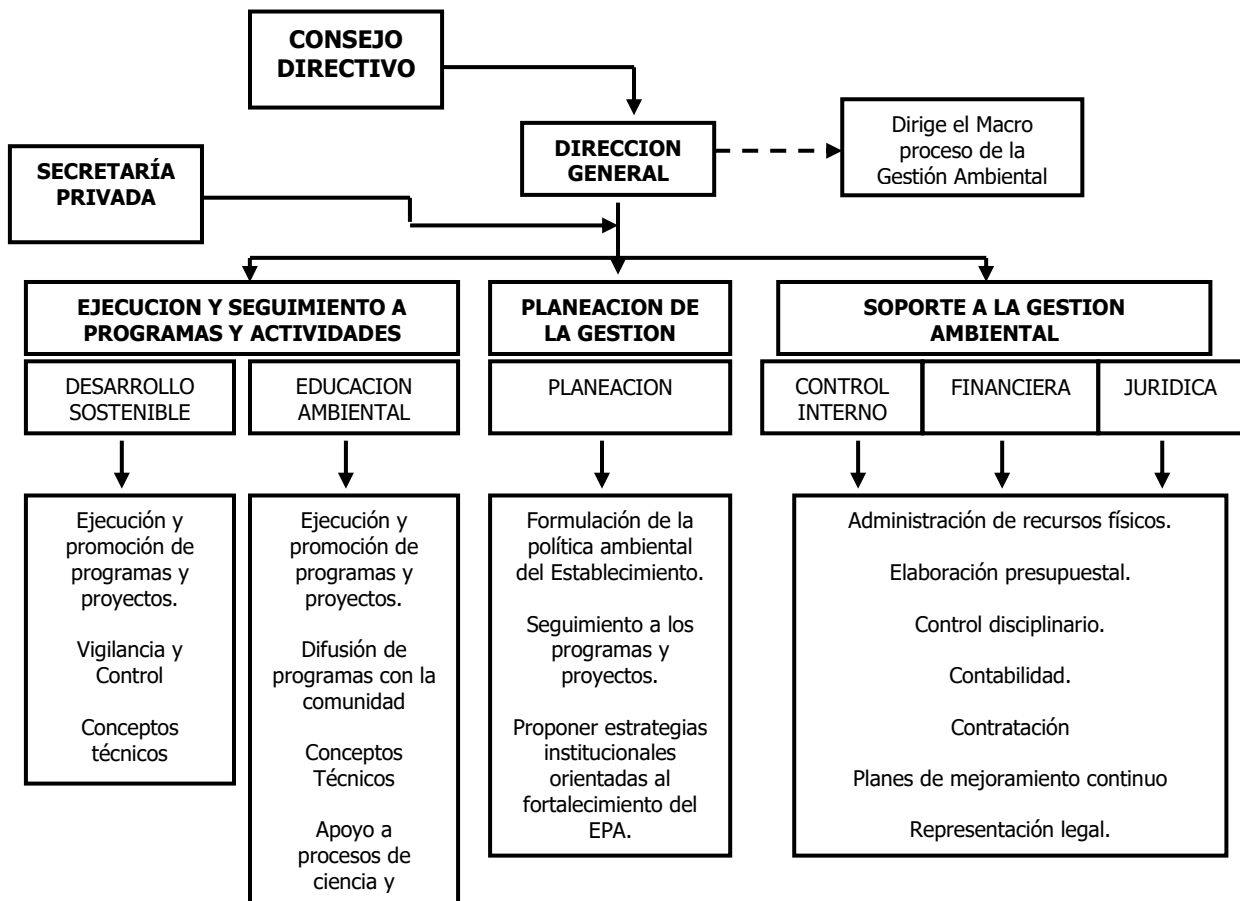 CONSEJO
DIRECTIVO
DIRECCION
GENERAL
Dirige el Macro
proceso de la
Gestión Ambiental
SECRETARÍA
PRIVADA
EJECUCION Y SEGUIMIENTO A
PROGRAMAS Y ACTIVIDADES
PLANEACION DE
LA GESTION
SOPORTE A LA GESTION
AMBIENTAL
DESARROLLO
SOSTENIBLE
EDUCACION
AMBIENTAL
PLANEACION
CONTROL
INTERNO
FINANCIERA
JURIDICA
Ejecución y
promoción de
programas y
proyectos.
Vigilancia y
Control
Conceptos
técnicos
Ejecución y
promoción de
programas y
proyectos.
Difusión de
programas con la
comunidad
Conceptos
Técnicos
Apoyo a
procesos de
ciencia y
Formulación de la
política ambiental
del Establecimiento.
Seguimiento a los
programas y
proyectos.
Proponer estrategias
institucionales
orientadas al
fortalecimiento del
EPA.
Administración de recursos físicos.
Elaboración presupuestal.
Control disciplinario.
Contabilidad.
Contratación
Planes de mejoramiento continuo
Representación legal.